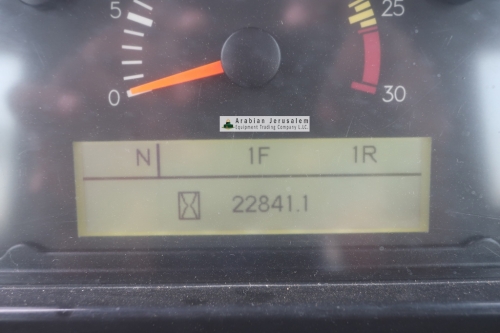 5
25
0
30
Arabian Jerusalem
Equipment Trading Company L.L.C.
N 1F 1R
22841.1